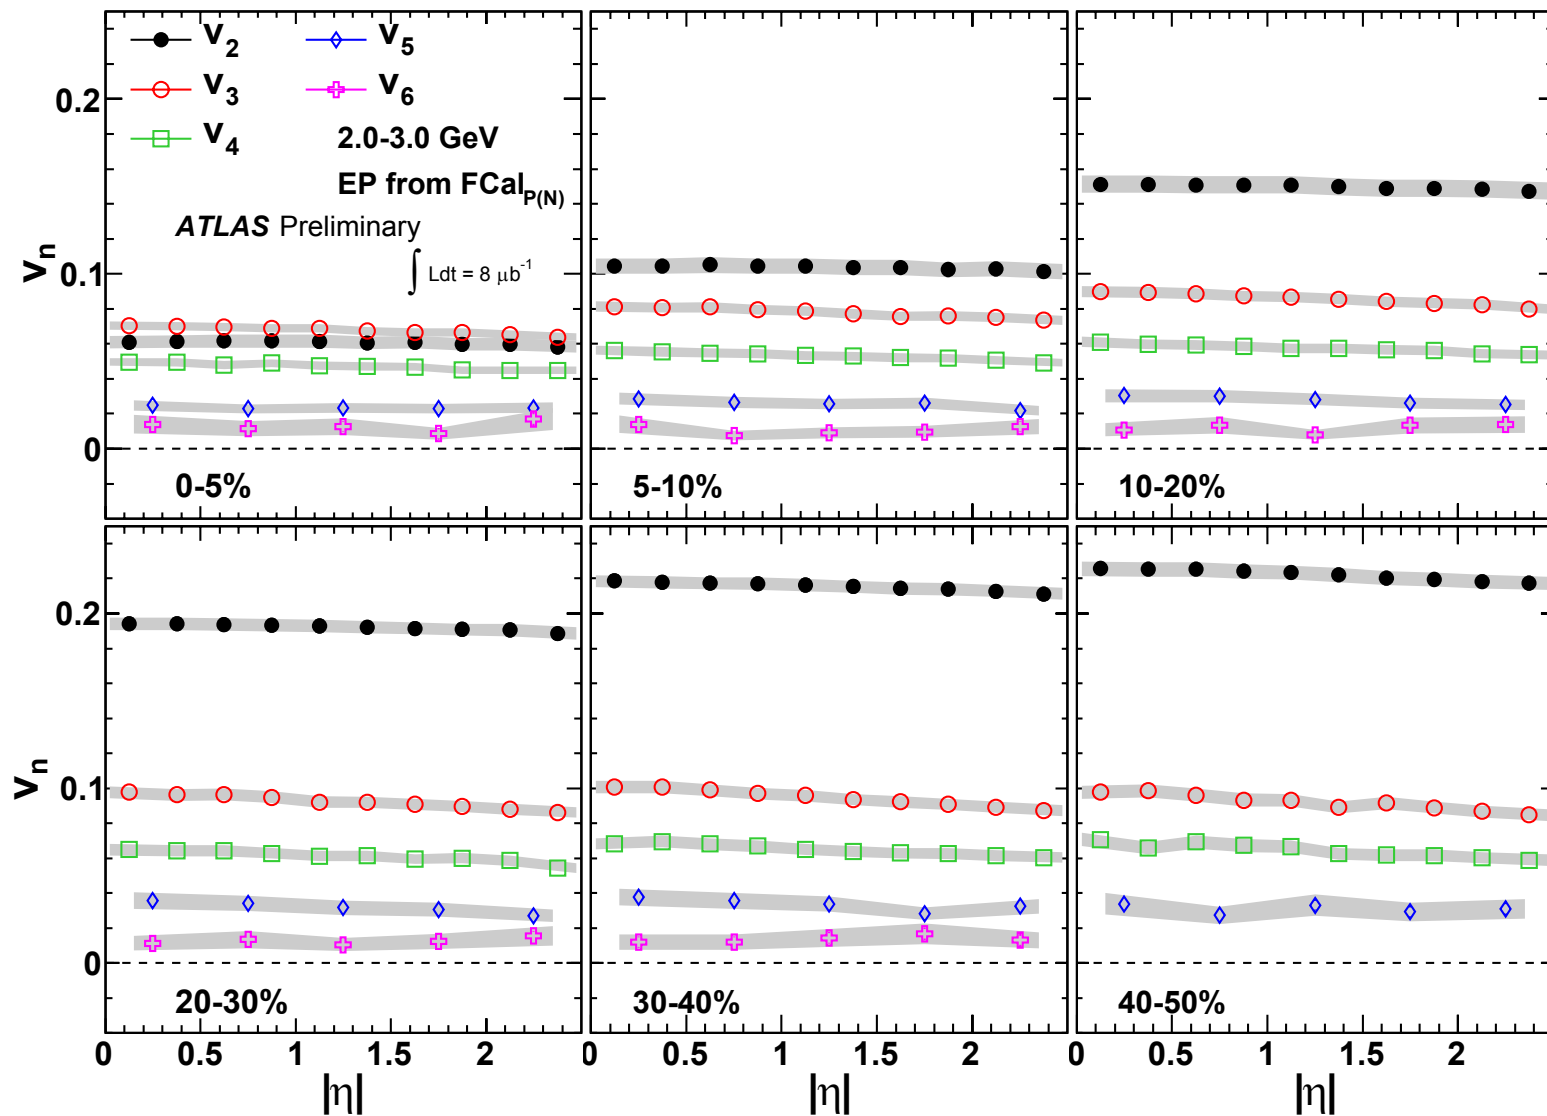 v2 v5
v3 v6
v4 2.0-3.0 GeV
EP from FCalP(N)
ATLAS Preliminary
∫ Ldt = 8 μb-1
0.2
vn 0.1
0
0-5% 5-10% 10-20%
0.2
vn 0.1
0
20-30% 30-40% 40-50%
0 0.5 1 1.5 2 0 0.5 1 1.5 2 0 0.5 1 1.5 2
|η| |η| |η|